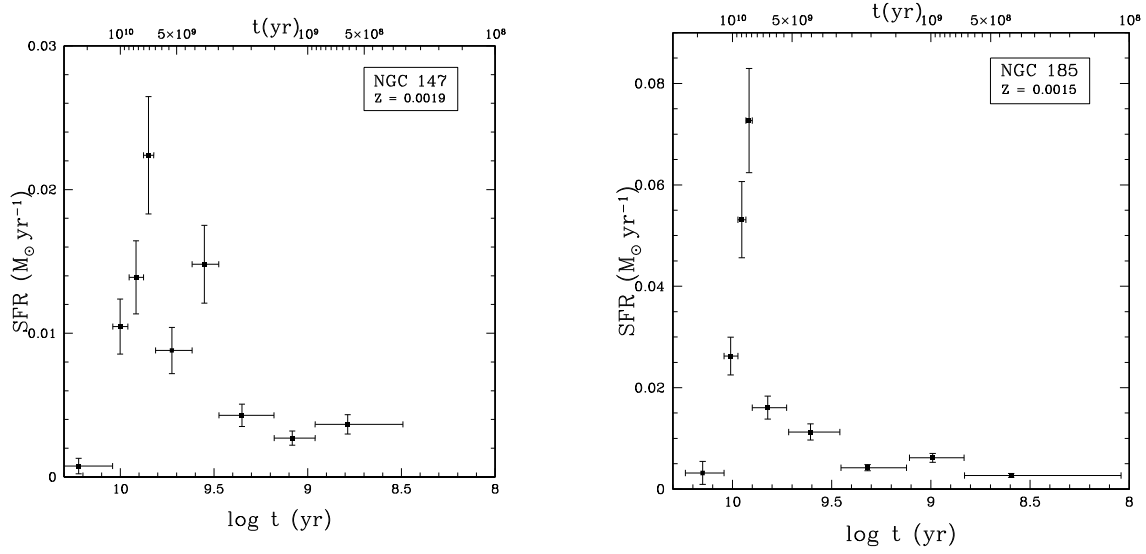 t(yr)
10¹⁰ 5×10⁹ 10⁹ 5×10⁸ 10⁸
0.03
0.02
0.01
0
SFR (M⊙ yr⁻¹)
NGC 147
Z = 0.0019
10 9.5 9 8.5 8
log t (yr)
t(yr)
10¹⁰ 5×10⁹ 10⁹ 5×10⁸ 10⁸
0.08
0.06
0.04
0.02
0
SFR (M⊙ yr⁻¹)
NGC 185
Z = 0.0015
10 9.5 9 8.5 8
log t (yr)